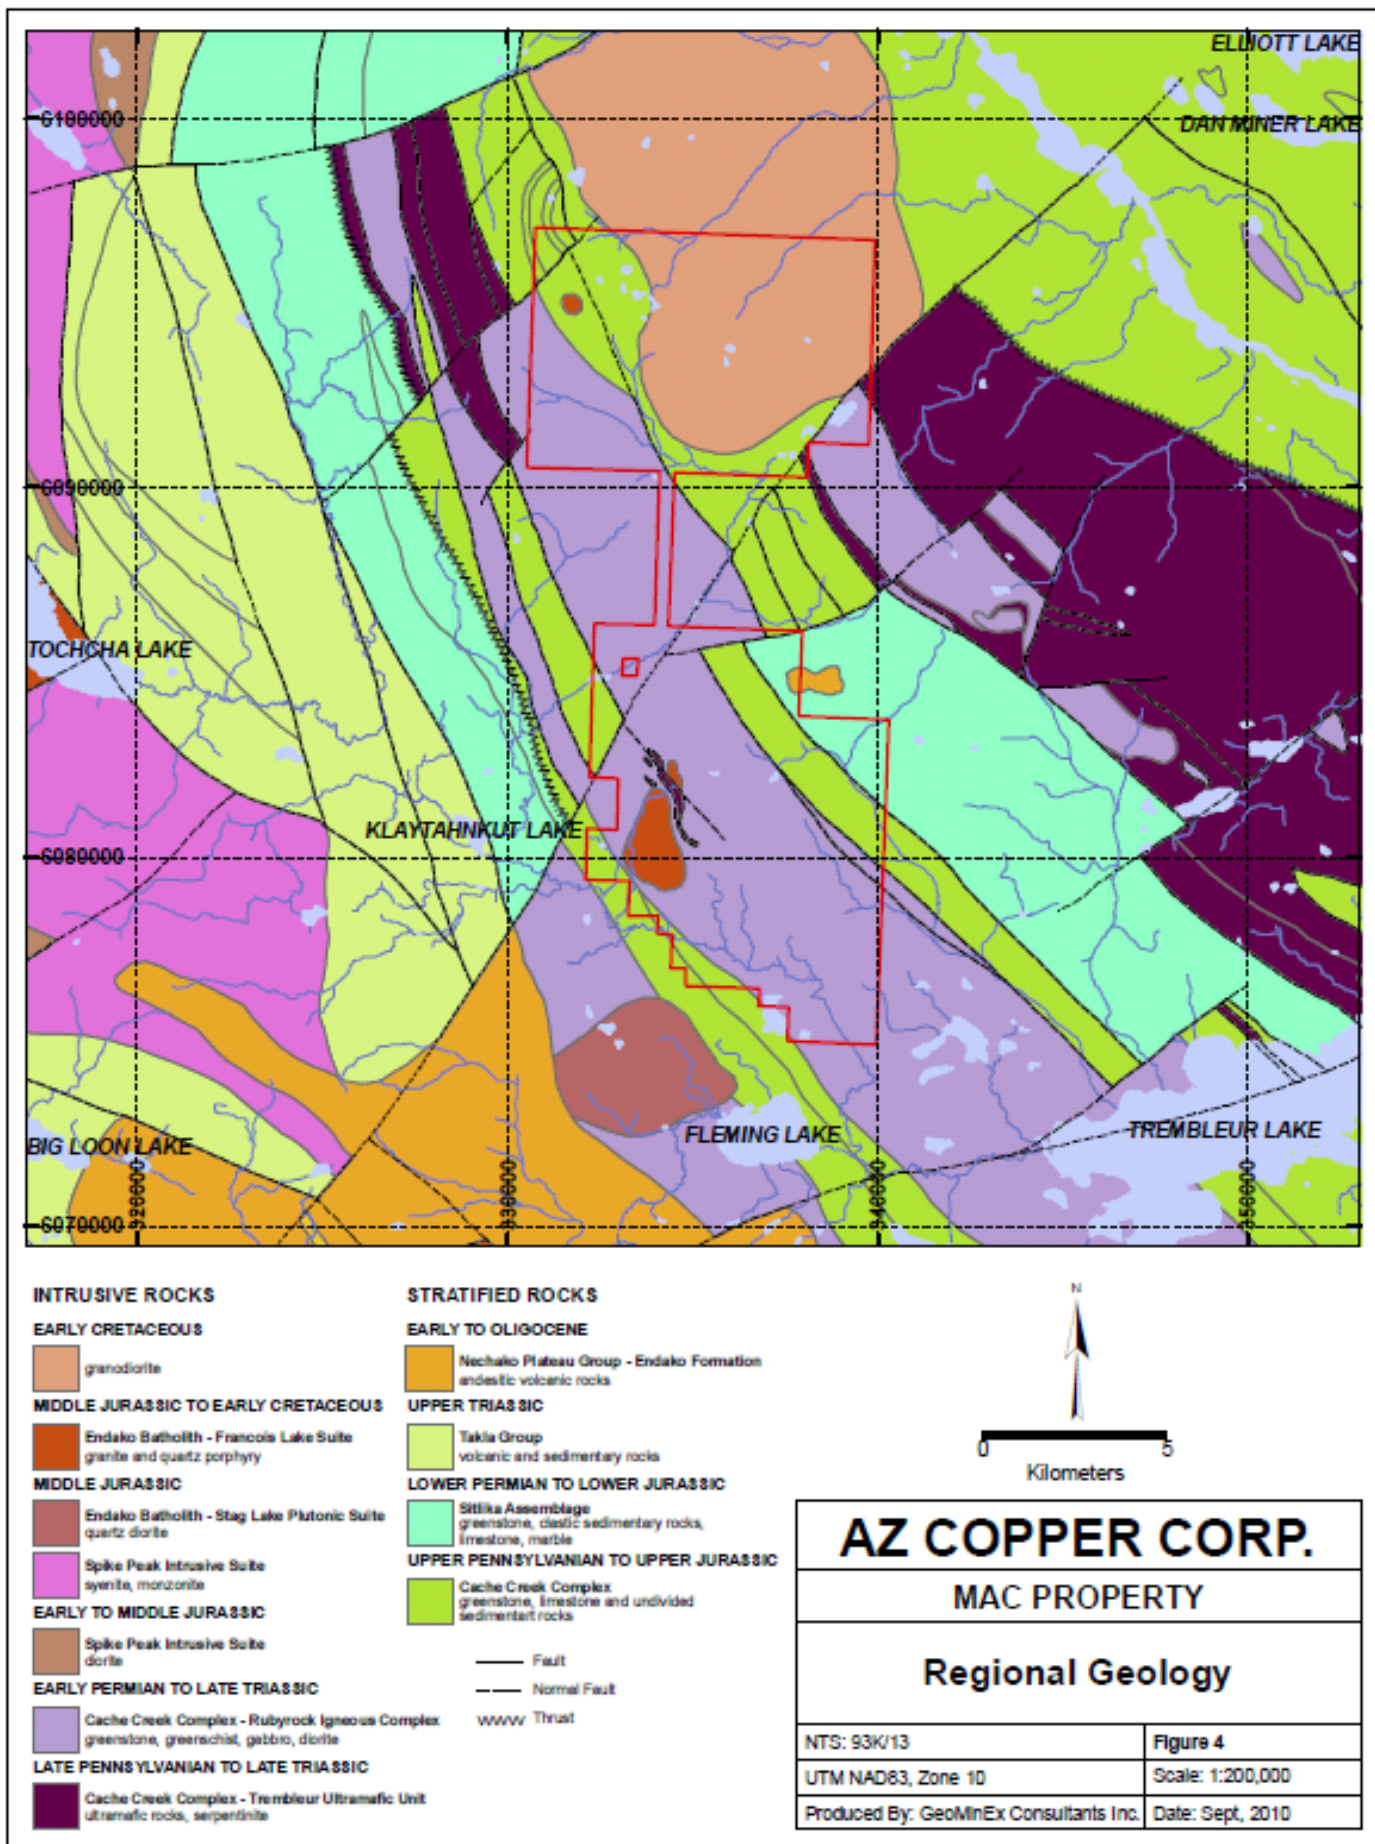 ELLIOTT LAKE
6100000
DAN MINER LAKE
6090000
TOCHCHA LAKE
KLAYTAHNKUT LAKE
6080000
BIG LOON LAKE
FLEMING LAKE
TREMBLEUR LAKE
6070000
320000
330000
340000
350000
INTRUSIVE ROCKS
EARLY CRETACEOUS
granodiorite
MIDDLE JURASSIC TO EARLY CRETACEOUS
Endako Batholith - Francois Lake Suite
granite and quartz porphyry
MIDDLE JURASSIC
Endako Batholith - Stag Lake Plutonic Suite
quartz diorite
Spike Peak Intrusive Suite
syenite, monzonite
EARLY TO MIDDLE JURASSIC
Spike Peak Intrusive Suite
diorite
EARLY PERMIAN TO LATE TRIASSIC
Cache Creek Complex - Rubyrock Igneous Complex
greenstone, greenschist, gabbro, diorite
LATE PENNSYLVANIAN TO LATE TRIASSIC
Cache Creek Complex - Trembleur Ultramafic Unit
ultramafic rocks, serpentinite
STRATIFIED ROCKS
EARLY TO OLIGOCENE
Nechako Plateau Group - Endako Formation
andesitic volcanic rocks
UPPER TRIASSIC
Takla Group
volcanic and sedimentary rocks
LOWER PERMIAN TO LOWER JURASSIC
Sitlika Assemblage
greenstone, clastic sedimentary rocks,
limestone, marble
UPPER PENNSYLVANIAN TO UPPER JURASSIC
Cache Creek Complex
greenstone, limestone and undivided
sedimentart rocks
Fault
Normal Fault
Thrust
N
0 5
Kilometers
AZ COPPER CORP.
MAC PROPERTY
Regional Geology
NTS: 93K/13
Figure 4
UTM NAD83, Zone 10
Scale: 1:200,000
Produced By: GeoMinEx Consultants Inc.
Date: Sept, 2010